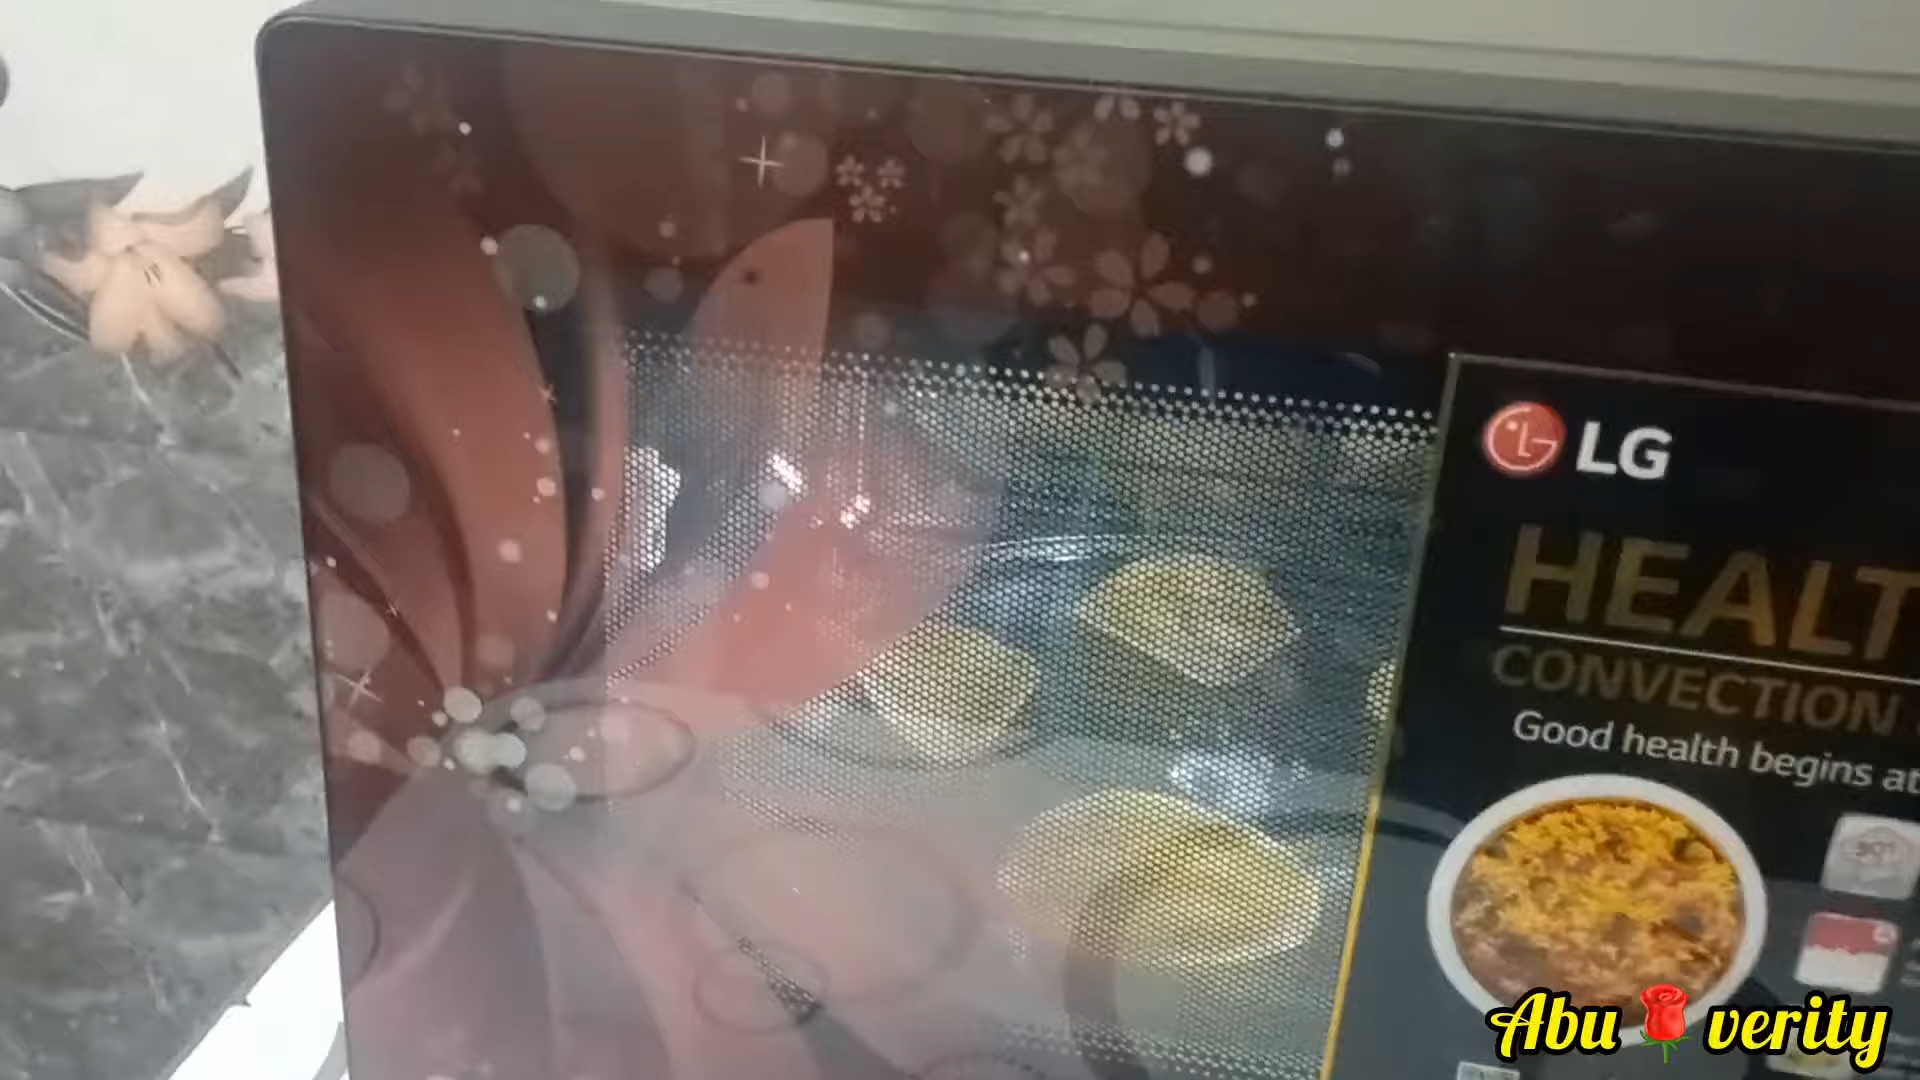 LG
HEALT
CONVECTION
Good health begins at
Abu verity